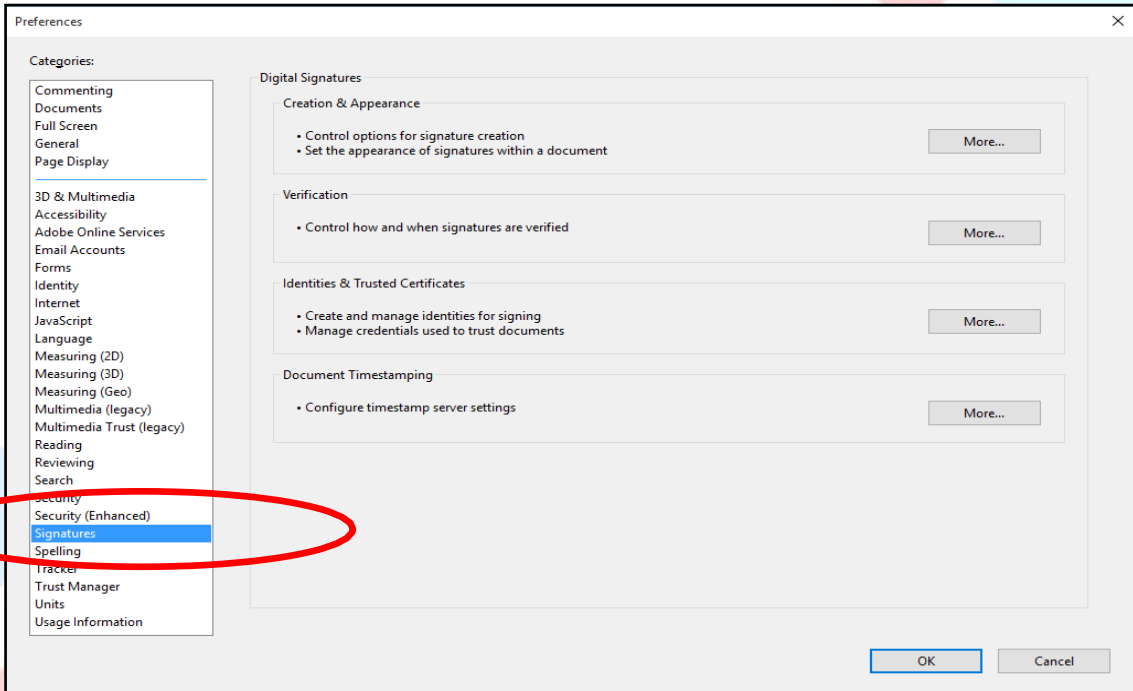 Preferences
Categories:
Commenting
Documents
Full Screen
General
Page Display
3D & Multimedia
Accessibility
Adobe Online Services
Email Accounts
Forms
Identity
Internet
JavaScript
Language
Measuring (2D)
Measuring (3D)
Measuring (Geo)
Multimedia (legacy)
Multimedia Trust (legacy)
Reading
Reviewing
Search
Security
Security (Enhanced)
Signatures
Spelling
Tracker
Trust Manager
Units
Usage Information
Digital Signatures
Creation & Appearance
• Control options for signature creation
• Set the appearance of signatures within a document
More...
Verification
• Control how and when signatures are verified
More...
Identities & Trusted Certificates
• Create and manage identities for signing
• Manage credentials used to trust documents
More...
Document Timestamping
• Configure timestamp server settings
More...
OK
Cancel